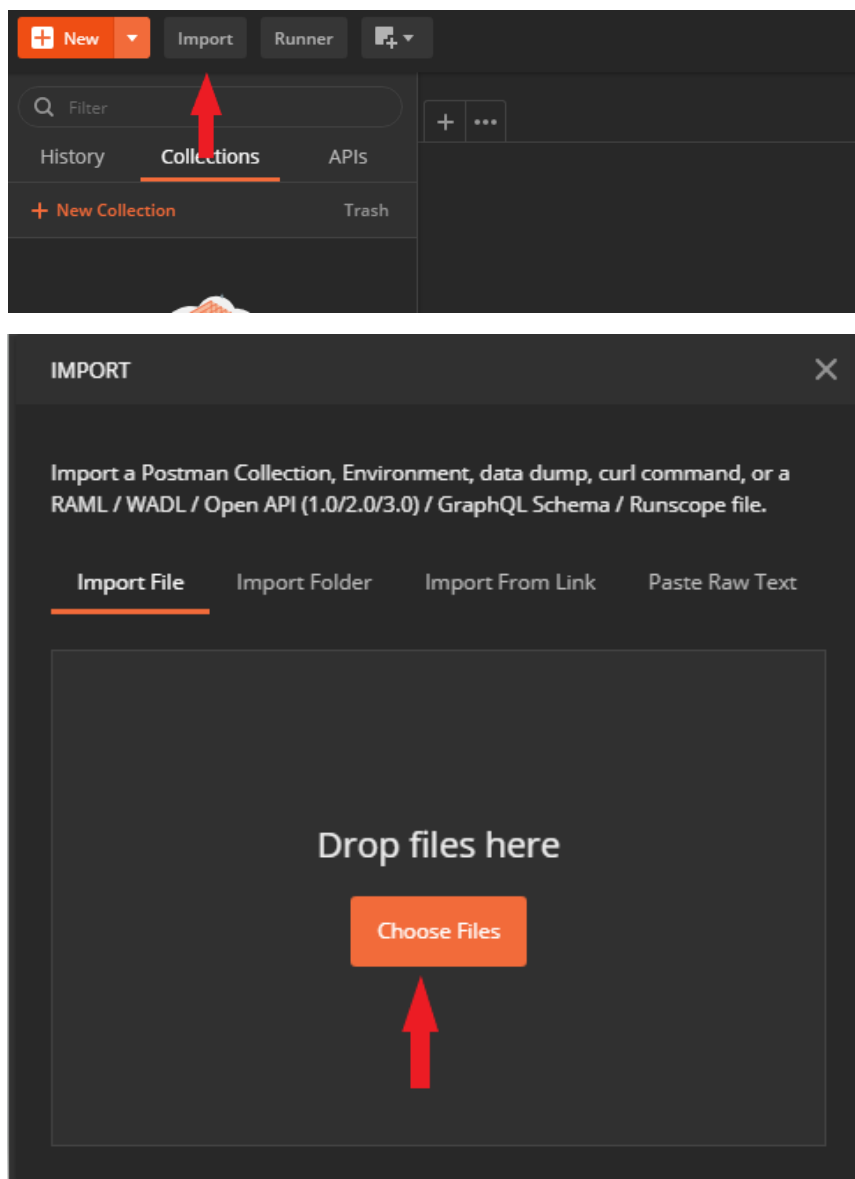 New Import Runner
Filter
History Collections APIs
+ New Collection Trash
IMPORT
Import a Postman Collection, Environment, data dump, curl command, or a
RAML / WADL / Open API (1.0/2.0/3.0) / GraphQL Schema / Runscope file.
Import File Import Folder Import From Link Paste Raw Text
Drop files here
Choose Files